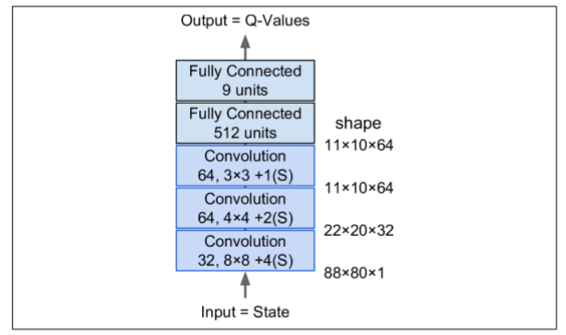 Output = Q-Values
Fully Connected
9 units
Fully Connected
512 units
shape
11×10×64
Convolution
64, 3×3 +1(S)
11×10×64
Convolution
64, 4×4 +2(S)
22×20×32
Convolution
32, 8×8 +4(S)
88×80×1
Input = State